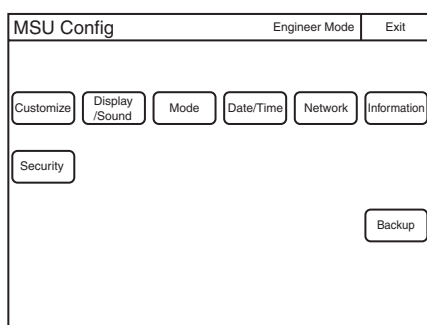 MSU Config Engineer Mode Exit
Customize Display /Sound Mode Date/Time Network Information
Security
Backup